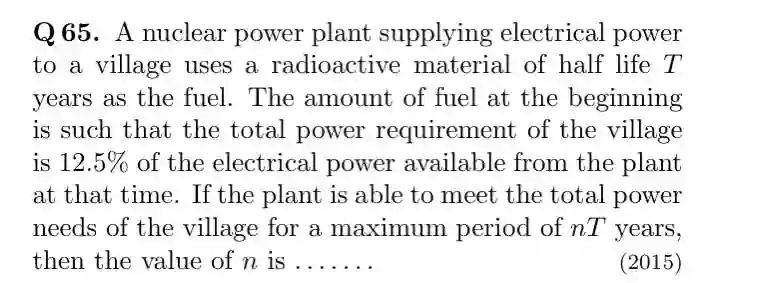 Q 65. A nuclear power plant supplying electrical power
to a village uses a radioactive material of half life T
years as the fuel. The amount of fuel at the beginning
is such that the total power requirement of the village
is 12.5% of the electrical power available from the plant
at that time. If the plant is able to meet the total power
needs of the village for a maximum period of nT years,
then the value of n is ....... (2015)